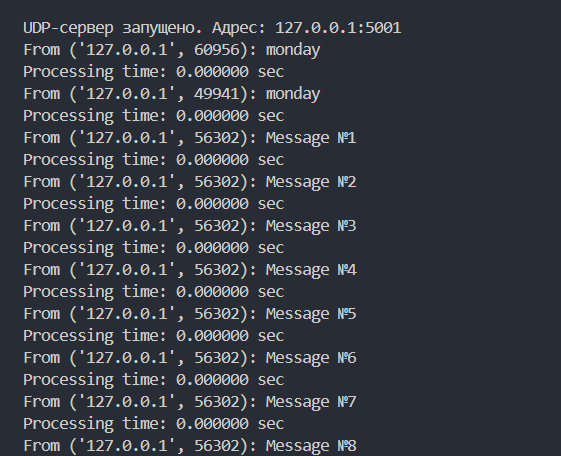 UDP-сервер запущено. Адрес: 127.0.0.1:5001
From ('127.0.0.1', 60956): monday
Processing time: 0.000000 sec
From ('127.0.0.1', 49941): monday
Processing time: 0.000000 sec
From ('127.0.0.1', 56302): Message №1
Processing time: 0.000000 sec
From ('127.0.0.1', 56302): Message №2
Processing time: 0.000000 sec
From ('127.0.0.1', 56302): Message №3
Processing time: 0.000000 sec
From ('127.0.0.1', 56302): Message №4
Processing time: 0.000000 sec
From ('127.0.0.1', 56302): Message №5
Processing time: 0.000000 sec
From ('127.0.0.1', 56302): Message №6
Processing time: 0.000000 sec
From ('127.0.0.1', 56302): Message №7
Processing time: 0.000000 sec
From ('127.0.0.1', 56302): Message №8